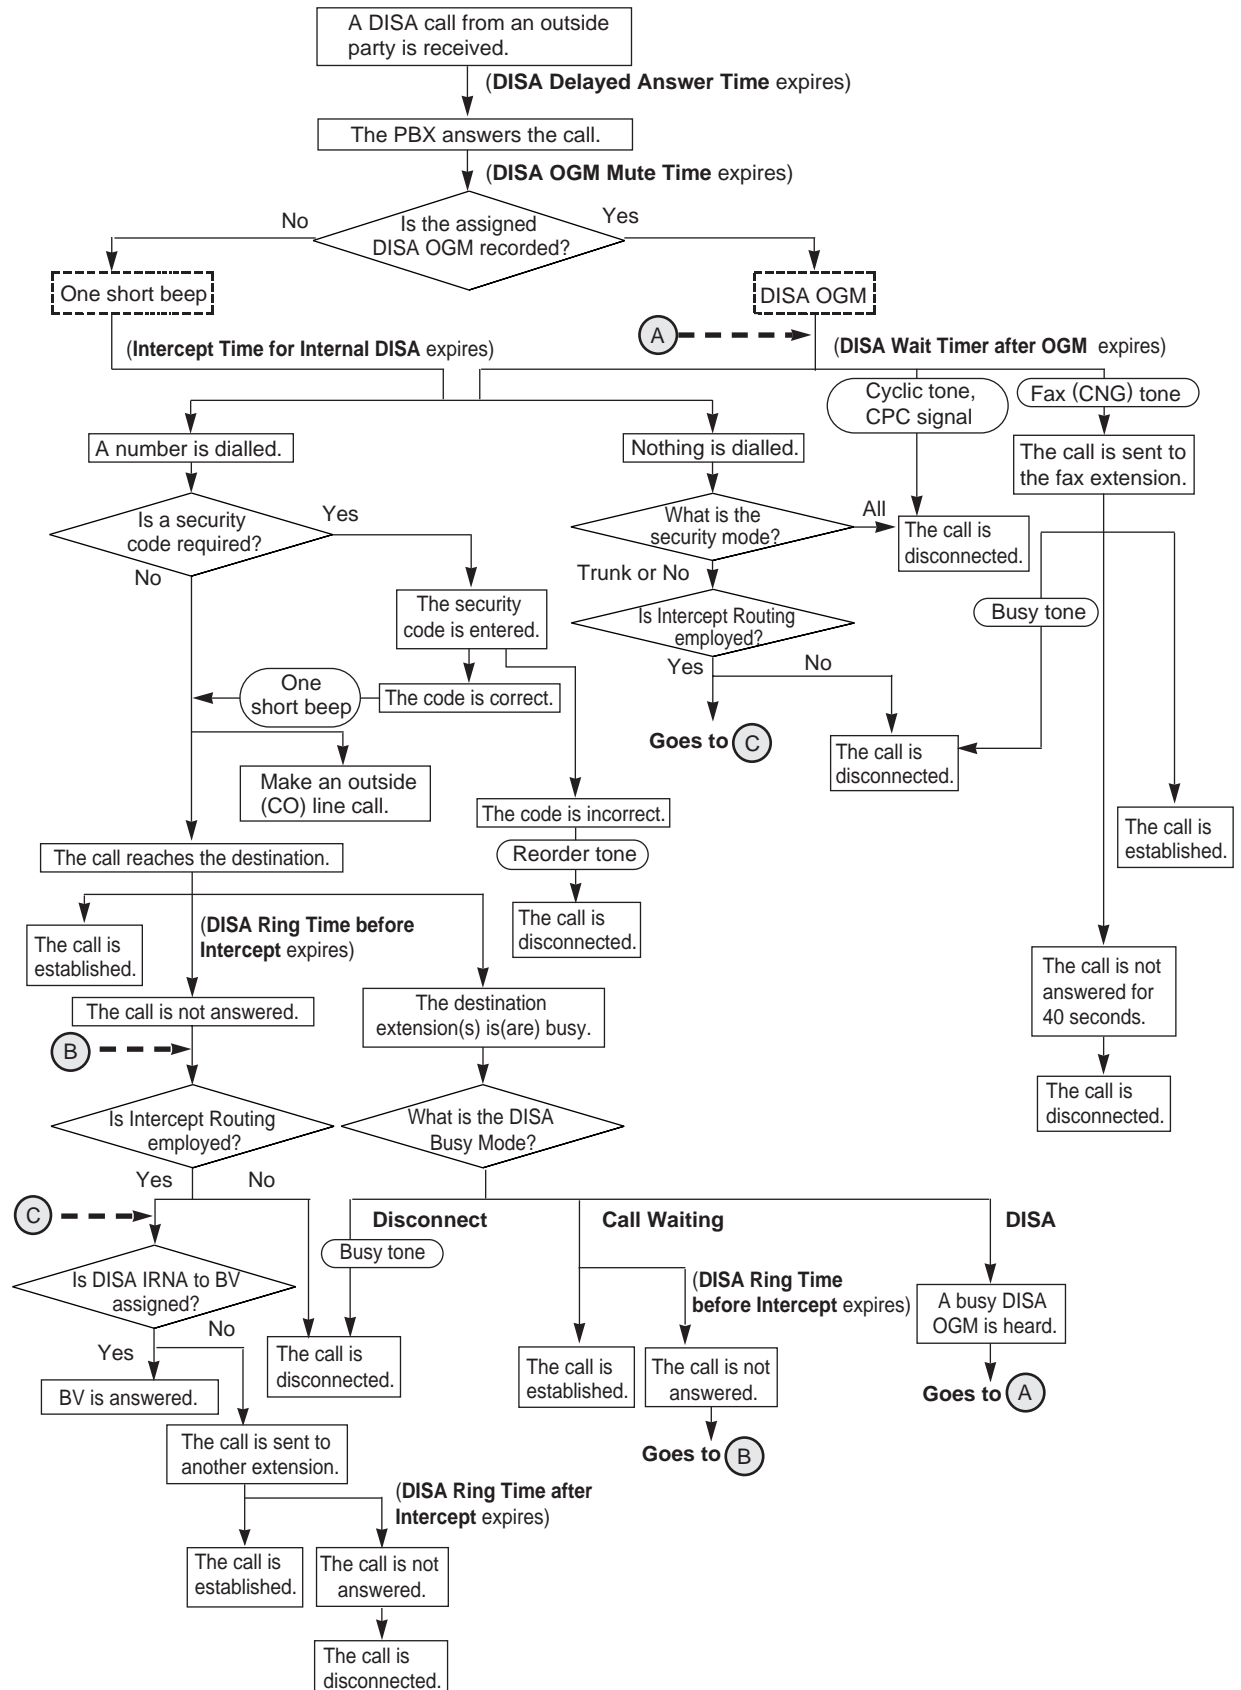 A DISA call from an outside
party is received.
(DISA Delayed Answer Time expires)
The PBX answers the call.
(DISA OGM Mute Time expires)
No
Yes
Is the assigned
DISA OGM recorded?
One short beep
DISA OGM
A
(Intercept Time for Internal DISA expires)
(DISA Wait Timer after OGM expires)
Cyclic tone,
CPC signal
Fax (CNG) tone
A number is dialled.
Nothing is dialled.
The call is sent to
the fax extension.
Is a security
code required?
Yes
No
What is the
security mode?
All
The call is
disconnected.
Trunk or No
The security
code is entered.
Is Intercept Routing
employed?
Busy tone
Yes
No
One
short beep
The code is correct.
Goes to C
The call is
disconnected.
Make an outside
(CO) line call.
The code is incorrect.
The call is
established.
The call reaches the destination.
Reorder tone
(DISA Ring Time before
Intercept expires)
The call is
established.
The call is
disconnected.
The call is not
answered for
40 seconds.
The call is not answered.
The destination
extension(s) is(are) busy.
B
The call is
disconnected.
Is Intercept Routing
employed?
What is the DISA
Busy Mode?
Yes
No
C
Disconnect
Call Waiting
DISA
Busy tone
Is DISA IRNA to BV
assigned?
(DISA Ring Time
before Intercept expires)
A busy DISA
OGM is heard.
No
Yes
The call is
disconnected.
The call is
established.
The call is not
answered.
BV is answered.
Goes to A
The call is sent to
another extension.
Goes to B
(DISA Ring Time after
Intercept expires)
The call is
established.
The call is not
answered.
The call is
disconnected.